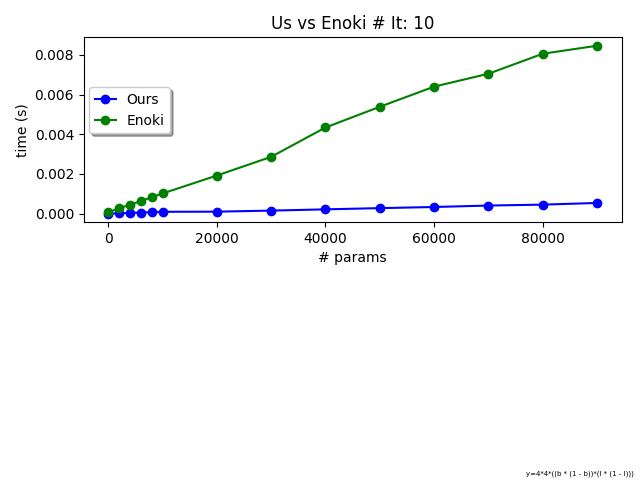 Us vs Enoki # It: 10
time (s)
0.008
0.006
0.004
0.002
0.000
Ours
Enoki
0 20000 40000 60000 80000
# params
y=4*4*((b * (1 - b))*(l * (1 - l)))